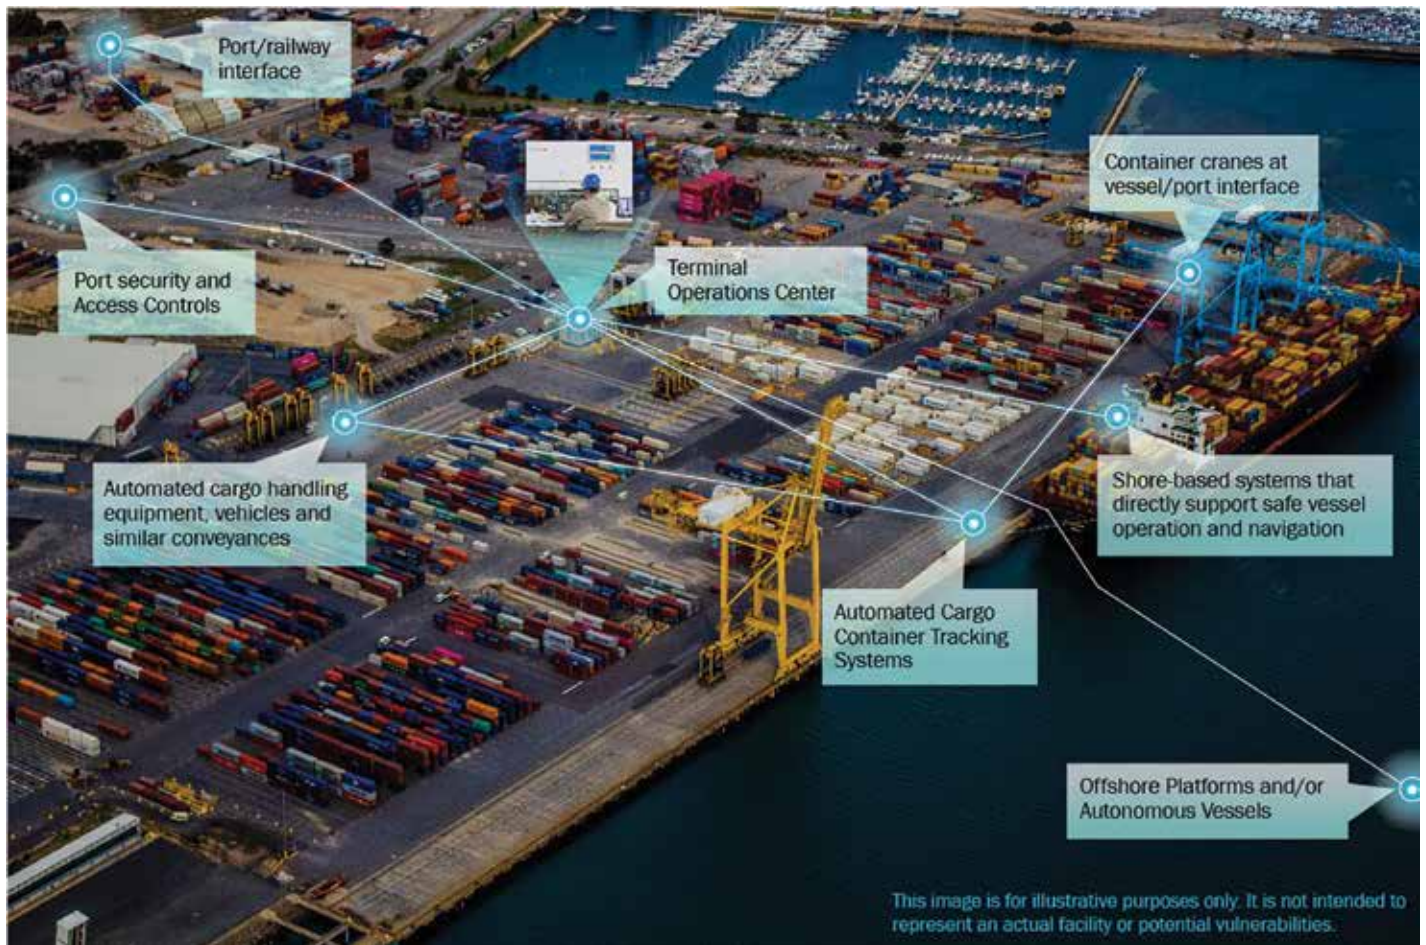 Port/railway
interface
Container cranes at
vessel/port interface
Port security and
Access Controls
Terminal
Operations Center
Automated cargo handling
equipment, vehicles and
similar conveyances
Shore-based systems that
directly support safe vessel
operation and navigation
Automated Cargo
Container Tracking
Systems
Offshore Platforms and/or
Autonomous Vessels
This image is for illustrative purposes only. It is not intended to
represent an actual facility or potential vulnerabilities.